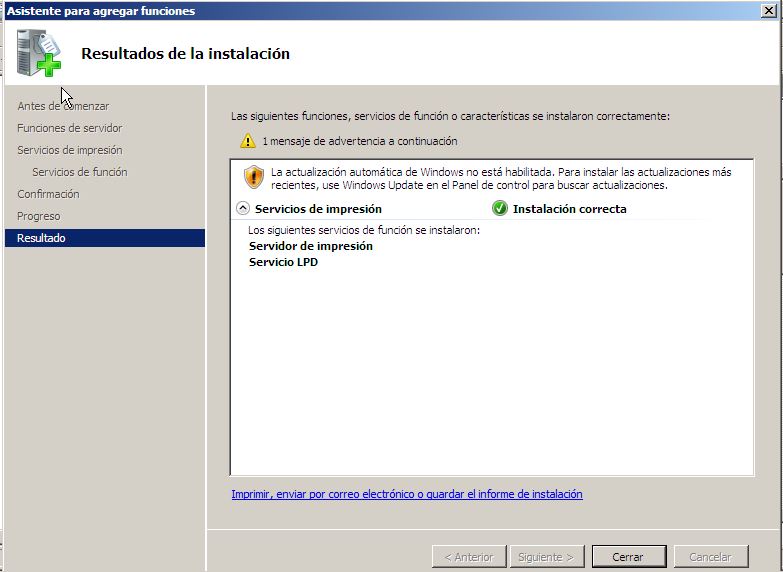 Asistente para agregar funciones
Resultados de la instalación
Antes de comenzar
Funciones de servidor
Servicios de impresión
Servicios de función
Confirmación
Progreso
Resultado
Las siguientes funciones, servicios de función o características se instalaron correctamente:
1 mensaje de advertencia a continuación
La actualización automática de Windows no está habilitada. Para instalar las actualizaciones más
recientes, use Windows Update en el Panel de control para buscar actualizaciones.
Servicios de impresión Instalación correcta
Los siguientes servicios de función se instalaron:
Servidor de impresión
Servicio LPD
Imprimir, enviar por correo electrónico o guardar el informe de instalación
< Anterior Siguiente > Cerrar Cancelar